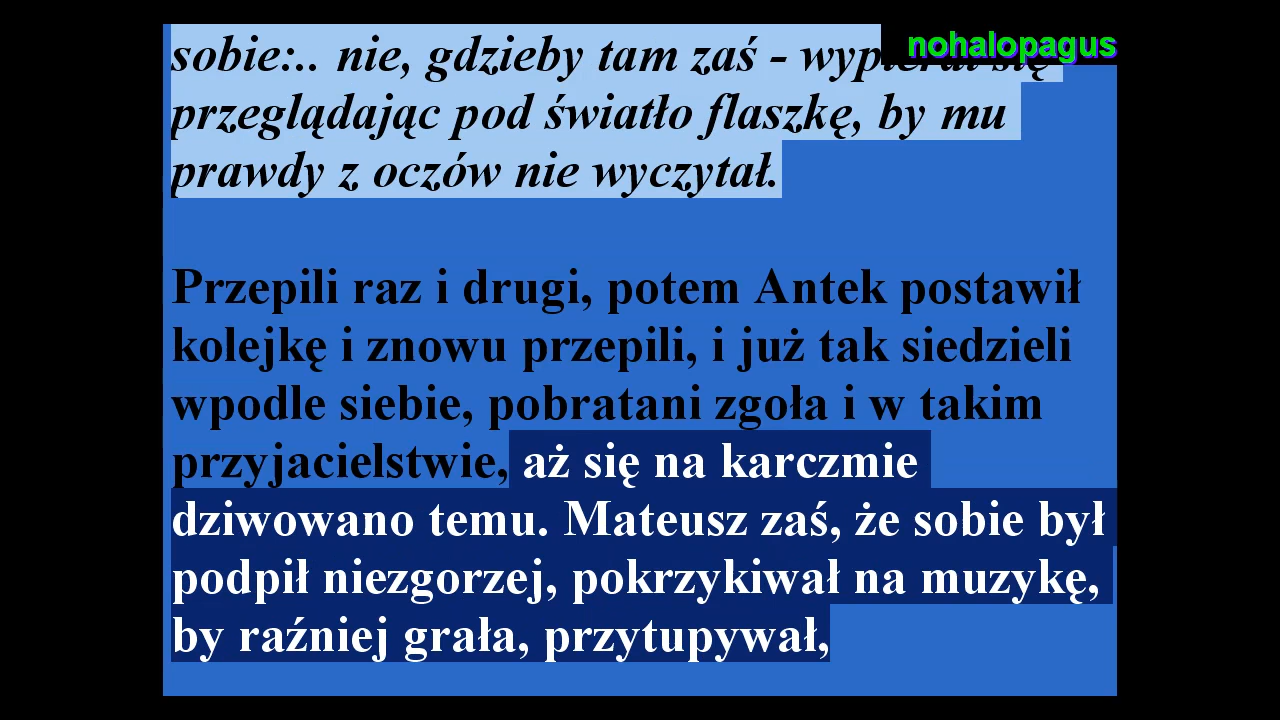 nohalopagus
sobie:.. nie, gdzieby tam zaś -
przeglądając pod światło flaszkę, by mu
prawdy z oczów nie wyczytał.
Przepili raz i drugi, potem Antek postawił
kolejkę i znowu przepili, i już tak siedzieli
wpodle siebie, pobratani zgoła i w takim
przyjacielstwie, aż się na karczmie
dziwowano temu. Mateusz zaś, że sobie był
podpił niezgorzej, pokrzykiwał na muzykę,
by raźniej grała, przytupywał,